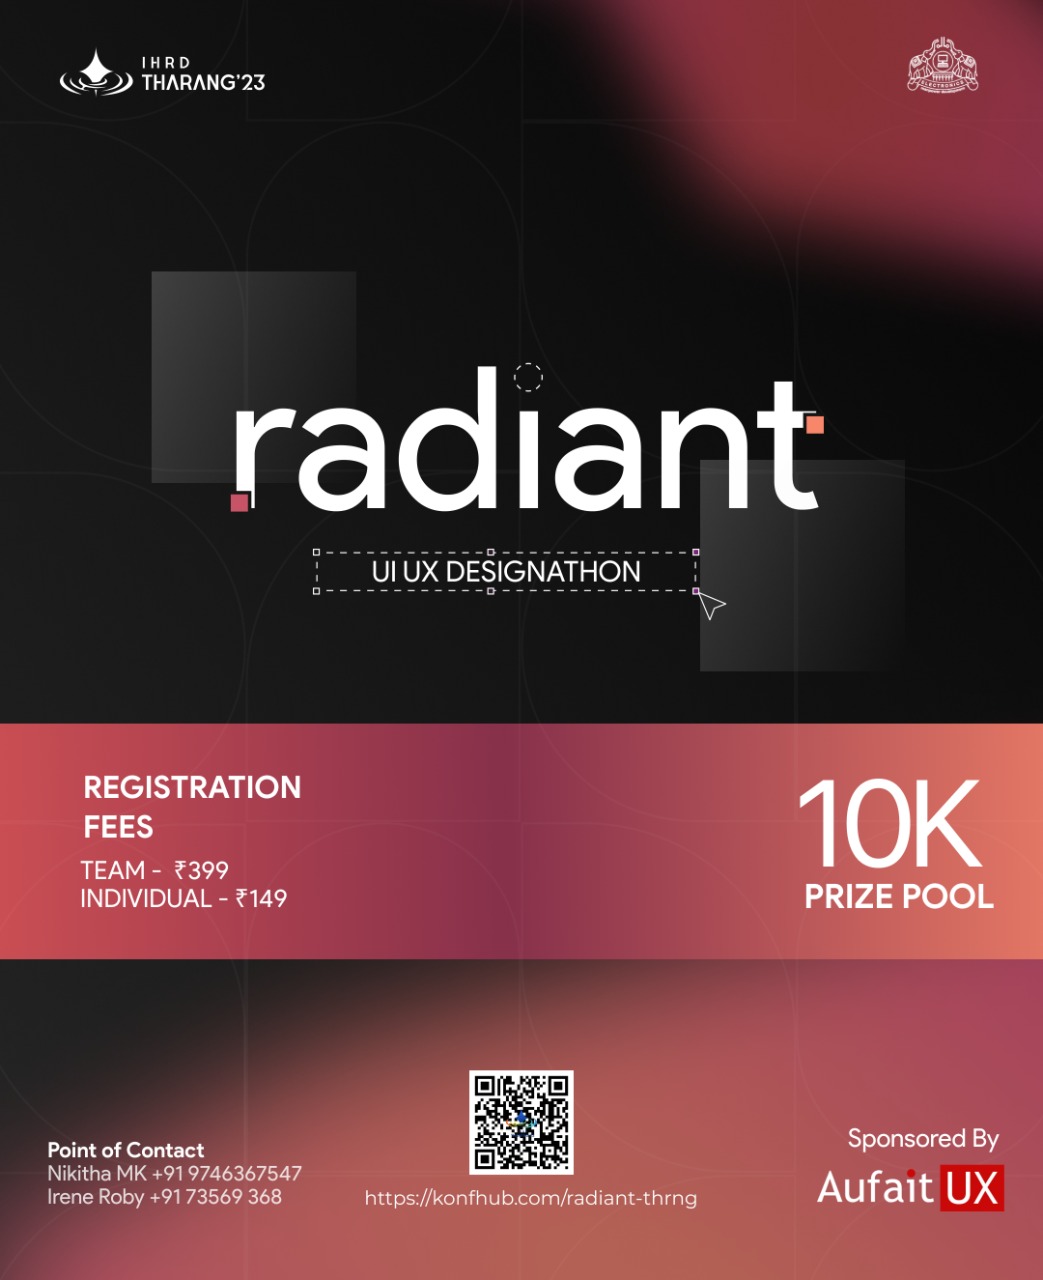 IHRD
THARANG'23
ELECTRONICS
radiant
UI UX DESIGNATHON
REGISTRATION
FEES
TEAM - ₹399
INDIVIDUAL - ₹149
10K
PRIZE POOL
Point of Contact
Nikitha MK +91 9746367547
Irene Roby +91 73569 368
https://konfhub.com/radiant-thrng
Sponsored By
Aufait UX